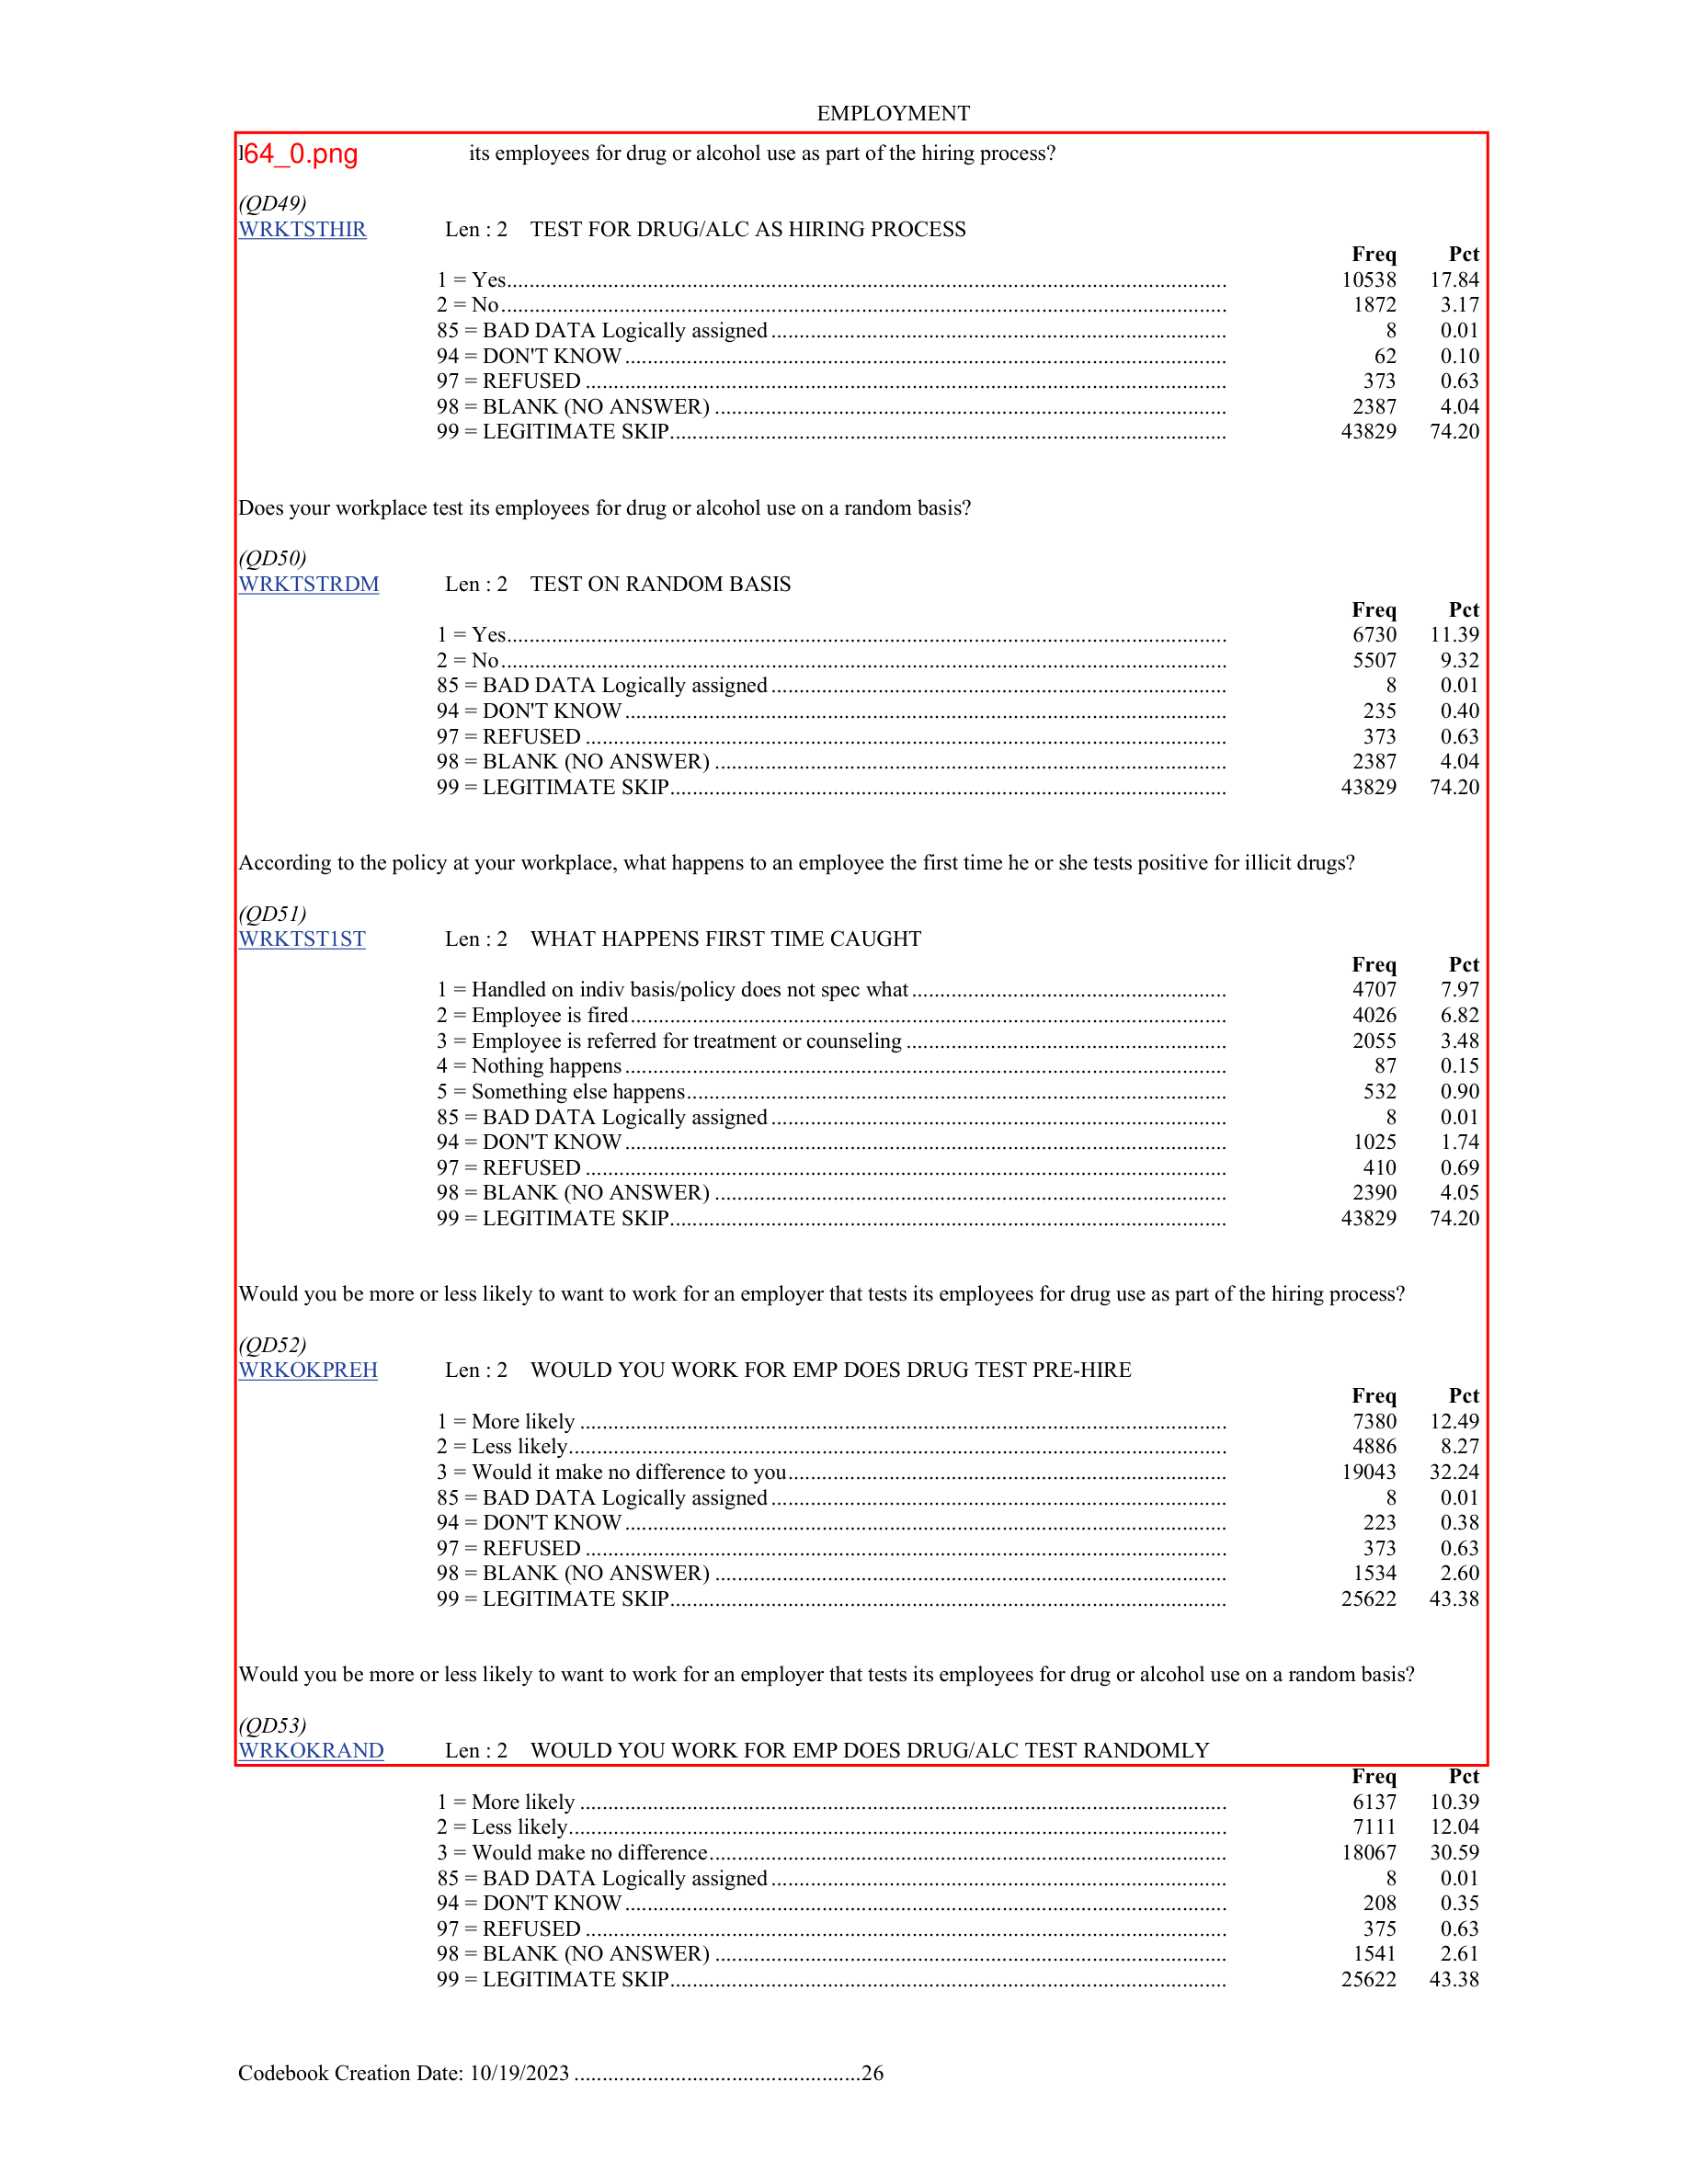 EMPLOYMENT
64_0.png its employees for drug or alcohol use as part of the hiring process?
(QD49)
WRKTSTHIR Len : 2 TEST FOR DRUG/ALC AS HIRING PROCESS
Freq Pct
1 = Yes 10538 17.84
2 = No 1872 3.17
85 = BAD DATA Logically assigned 8 0.01
94 = DON'T KNOW 62 0.10
97 = REFUSED 373 0.63
98 = BLANK (NO ANSWER) 2387 4.04
99 = LEGITIMATE SKIP 43829 74.20
Does your workplace test its employees for drug or alcohol use on a random basis?
(QD50)
WRKTSTRDM Len : 2 TEST ON RANDOM BASIS
Freq Pct
1 = Yes 6730 11.39
2 = No 5507 9.32
85 = BAD DATA Logically assigned 8 0.01
94 = DON'T KNOW 235 0.40
97 = REFUSED 373 0.63
98 = BLANK (NO ANSWER) 2387 4.04
99 = LEGITIMATE SKIP 43829 74.20
According to the policy at your workplace, what happens to an employee the first time he or she tests positive for illicit drugs?
(QD51)
WRKTST1ST Len : 2 WHAT HAPPENS FIRST TIME CAUGHT
Freq Pct
1 = Handled on indiv basis/policy does not spec what 4707 7.97
2 = Employee is fired 4026 6.82
3 = Employee is referred for treatment or counseling 2055 3.48
4 = Nothing happens 87 0.15
5 = Something else happens 532 0.90
85 = BAD DATA Logically assigned 8 0.01
94 = DON'T KNOW 1025 1.74
97 = REFUSED 410 0.69
98 = BLANK (NO ANSWER) 2390 4.05
99 = LEGITIMATE SKIP 43829 74.20
Would you be more or less likely to want to work for an employer that tests its employees for drug use as part of the hiring process?
(QD52)
WRKOKPREH Len : 2 WOULD YOU WORK FOR EMP DOES DRUG TEST PRE-HIRE
Freq Pct
1 = More likely 7380 12.49
2 = Less likely 4886 8.27
3 = Would it make no difference to you 19043 32.24
85 = BAD DATA Logically assigned 8 0.01
94 = DON'T KNOW 223 0.38
97 = REFUSED 373 0.63
98 = BLANK (NO ANSWER) 1534 2.60
99 = LEGITIMATE SKIP 25622 43.38
Would you be more or less likely to want to work for an employer that tests its employees for drug or alcohol use on a random basis?
(QD53)
WRKOKRAND Len : 2 WOULD YOU WORK FOR EMP DOES DRUG/ALC TEST RANDOMLY
Freq Pct
1 = More likely 6137 10.39
2 = Less likely 7111 12.04
3 = Would make no difference 18067 30.59
85 = BAD DATA Logically assigned 8 0.01
94 = DON'T KNOW 208 0.35
97 = REFUSED 375 0.63
98 = BLANK (NO ANSWER) 1541 2.61
99 = LEGITIMATE SKIP 25622 43.38
Codebook Creation Date: 10/19/2023 26